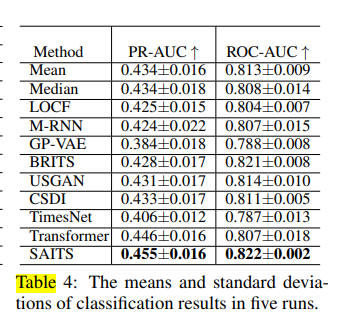 Method PR-AUC ↑ ROC-AUC ↑
Mean 0.434±0.016 0.813±0.009
Median 0.434±0.018 0.808±0.014
LOCF 0.425±0.015 0.804±0.007
M-RNN 0.424±0.022 0.807±0.015
GP-VAE 0.384±0.018 0.788±0.008
BRITS 0.428±0.017 0.821±0.008
USGAN 0.431±0.017 0.814±0.010
CSDI 0.433±0.017 0.811±0.005
TimesNet 0.406±0.012 0.787±0.013
Transformer 0.446±0.016 0.807±0.018
SAITS 0.455±0.016 0.822±0.002
Table 4: The means and standard devia-
tions of classification results in five runs.